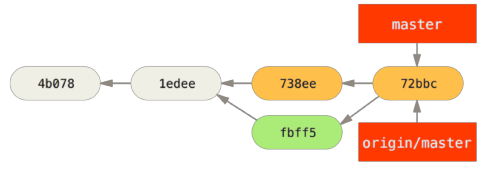 master
4b078
1edee
738ee
72bbc
fbff5
origin/master